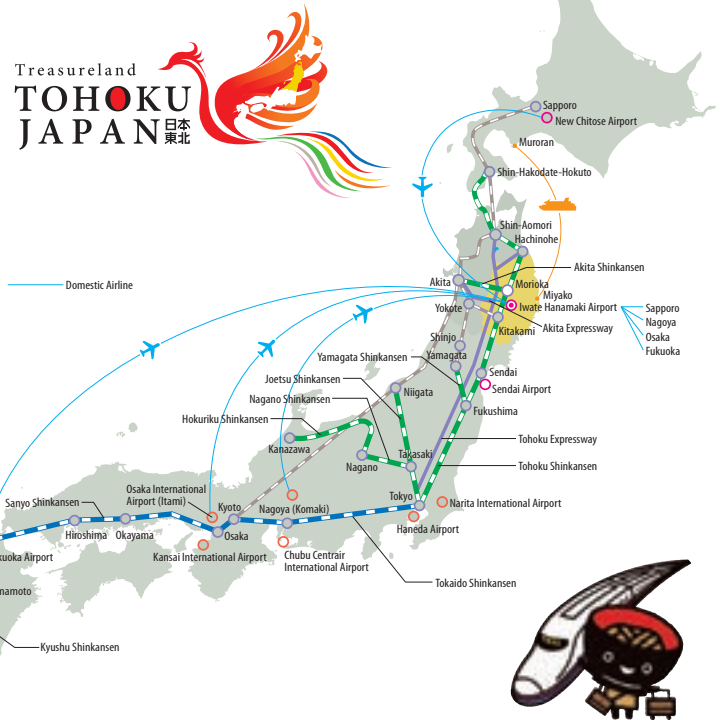 Treasureland
TOHOKU
JAPAN 日本
東北
Sapporo
New Chitose Airport
Muroran
Shin-Hakodate-Hokuto
Shin-Aomori
Hachinohe
Akita Shinkansen
Domestic Airline
Akita
Morioka
Miyako
Iwate Hanamaki Airport
Sapporo
Nagoya
Osaka
Fukuoka
Yokote
Kitakami
Akita Expressway
Shinjo
Yamagata Shinkansen
Yamagata
Sendai
Sendai Airport
Joetsu Shinkansen
Niigata
Nagano Shinkansen
Fukushima
Hokuriku Shinkansen
Kanazawa
Nagano
Takasaki
Tohoku Expressway
Tohoku Shinkansen
Sanyo Shinkansen
Osaka International
Airport (Itami)
Kyoto
Nagoya (Komaki)
Tokyo
Narita International Airport
Haneda Airport
Hiroshima
Okayama
Osaka
Kansai International Airport
Chubu Centrair
International Airport
kuoka Airport
Tokaido Shinkansen
mamoto
Kyushu Shinkansen